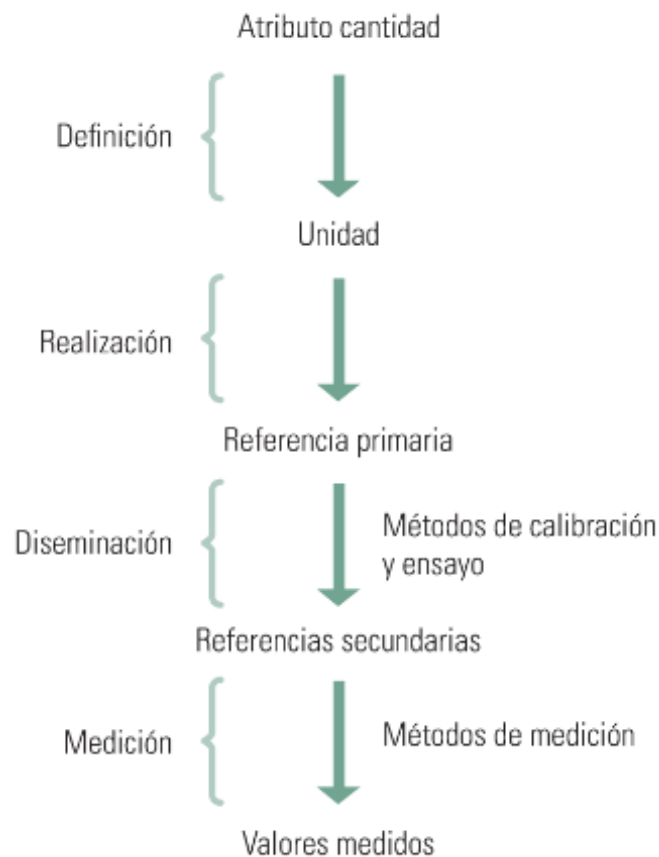 Atributo cantidad
Definición
Unidad
Realización
Referencia primaria
Diseminación
Métodos de calibración
y ensayo
Referencias secundarias
Medición
Métodos de medición
Valores medidos